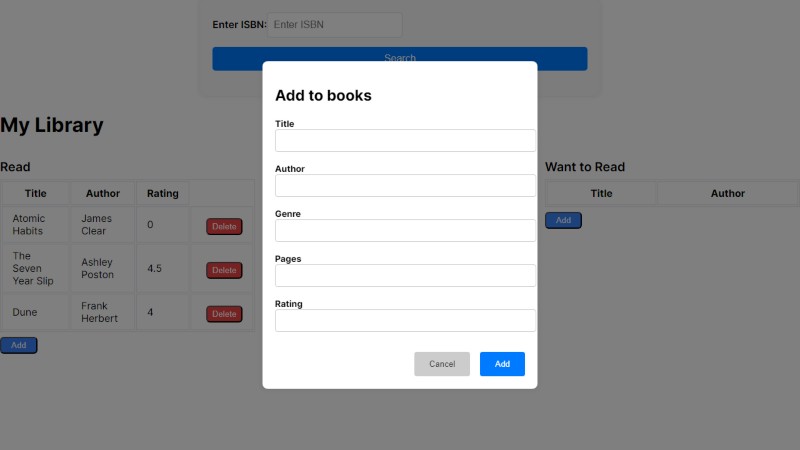 Enter ISBN: Enter ISBN
Search
Add to books
Title
Author
Genre
Pages
Rating
Cancel Add
My Library
Read
Title Author Rating
Atomic Habits James Clear 0 Delete
The Seven Year Slip Ashley Poston 4.5 Delete
Dune Frank Herbert 4 Delete
Add
Want to Read
Title Author
Add